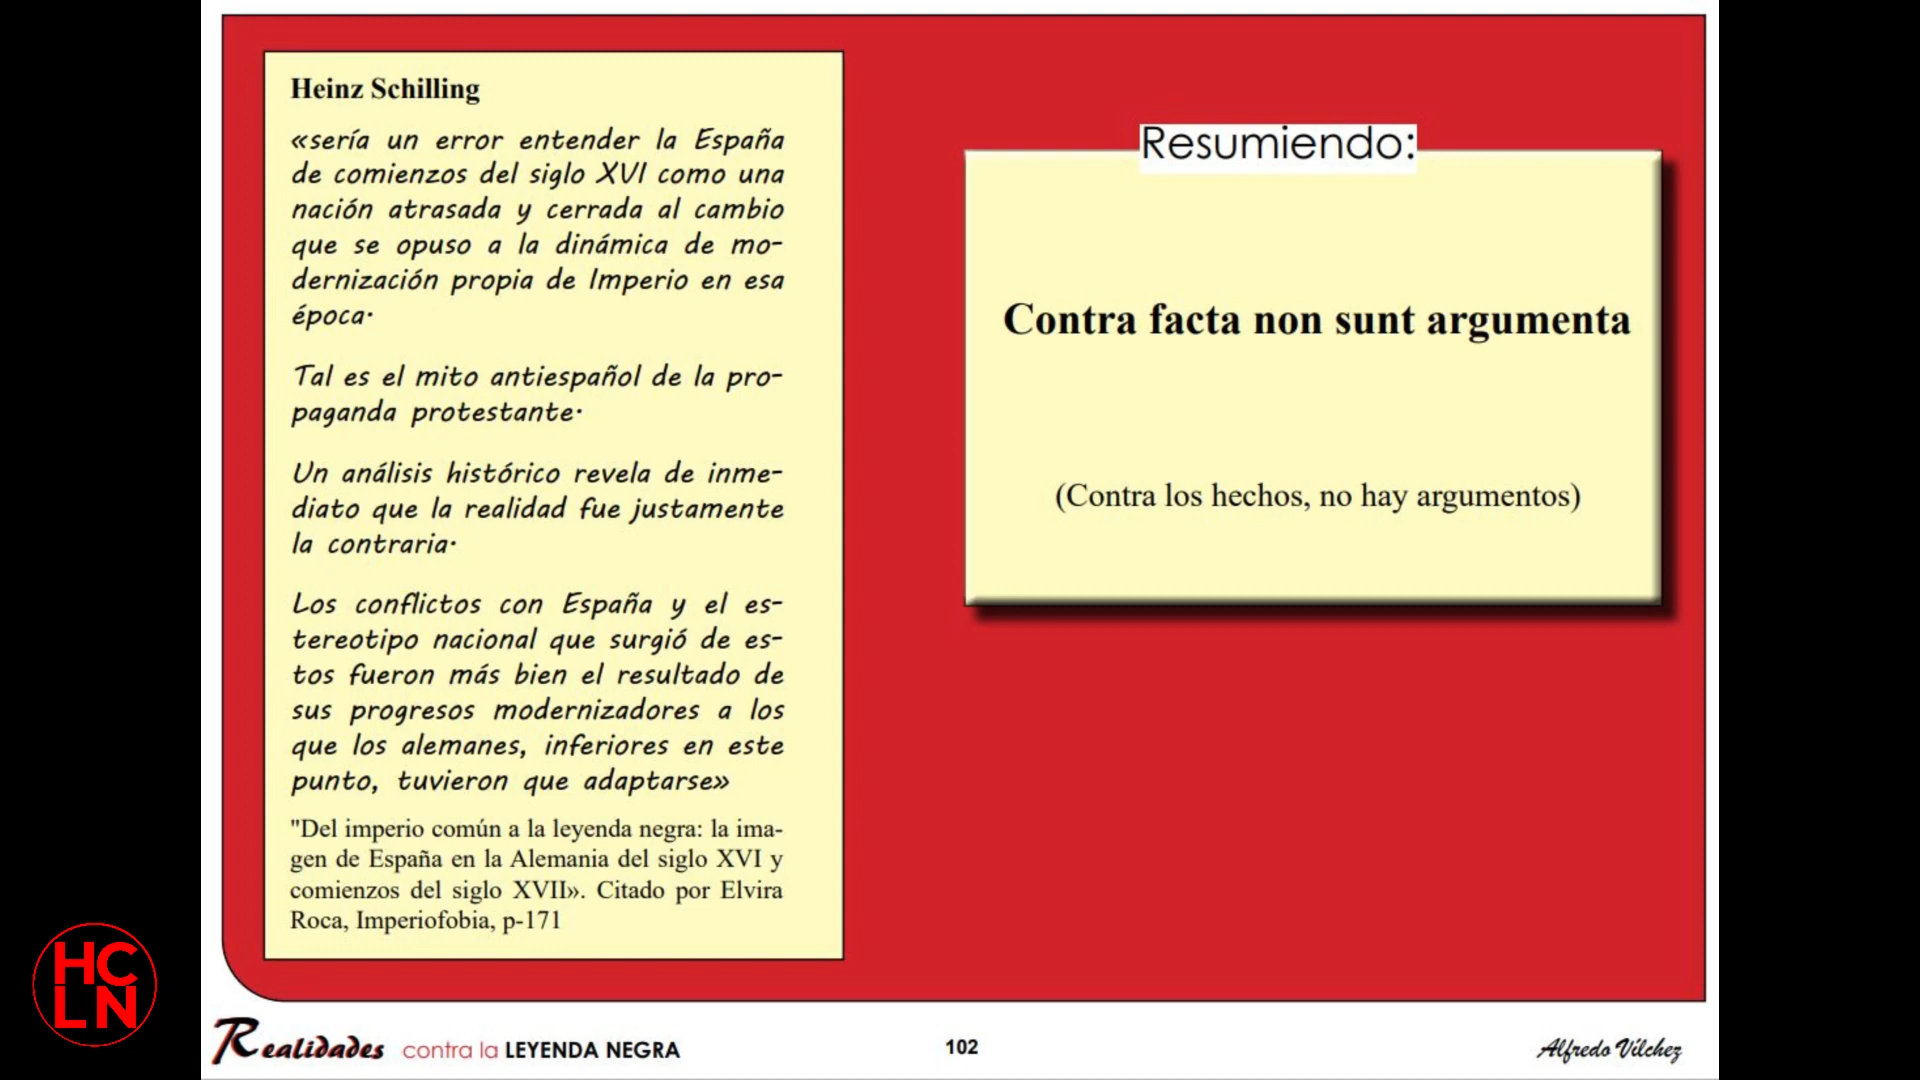 Heinz Schilling
«sería un error entender la España
de comienzos del siglo XVI como una
nación atrasada y cerrada al cambio
que se opuso a la dinámica de mo-
dernización propia de Imperio en esa
época.
Tal es el mito antiespañol de la pro-
paganda protestante.
Un análisis histórico revela de inme-
diato que la realidad fue justamente
la contraria.
Los conflictos con España y el es-
tereotipo nacional que surgió de es-
tos fueron más bien el resultado de
sus progresos modernizadores a los
que los alemanes, inferiores en este
punto, tuvieron que adaptarse»
"Del imperio común a la leyenda negra: la ima-
gen de España en la Alemania del siglo XVI y
comienzos del siglo XVII». Citado por Elvira
Roca, Imperiofobia, p-171
Resumiendo:
Contra facta non sunt argumenta
(Contra los hechos, no hay argumentos)
HC
LN
Realidades contra la LEYENDA NEGRA
102
Alfredo Vílchez